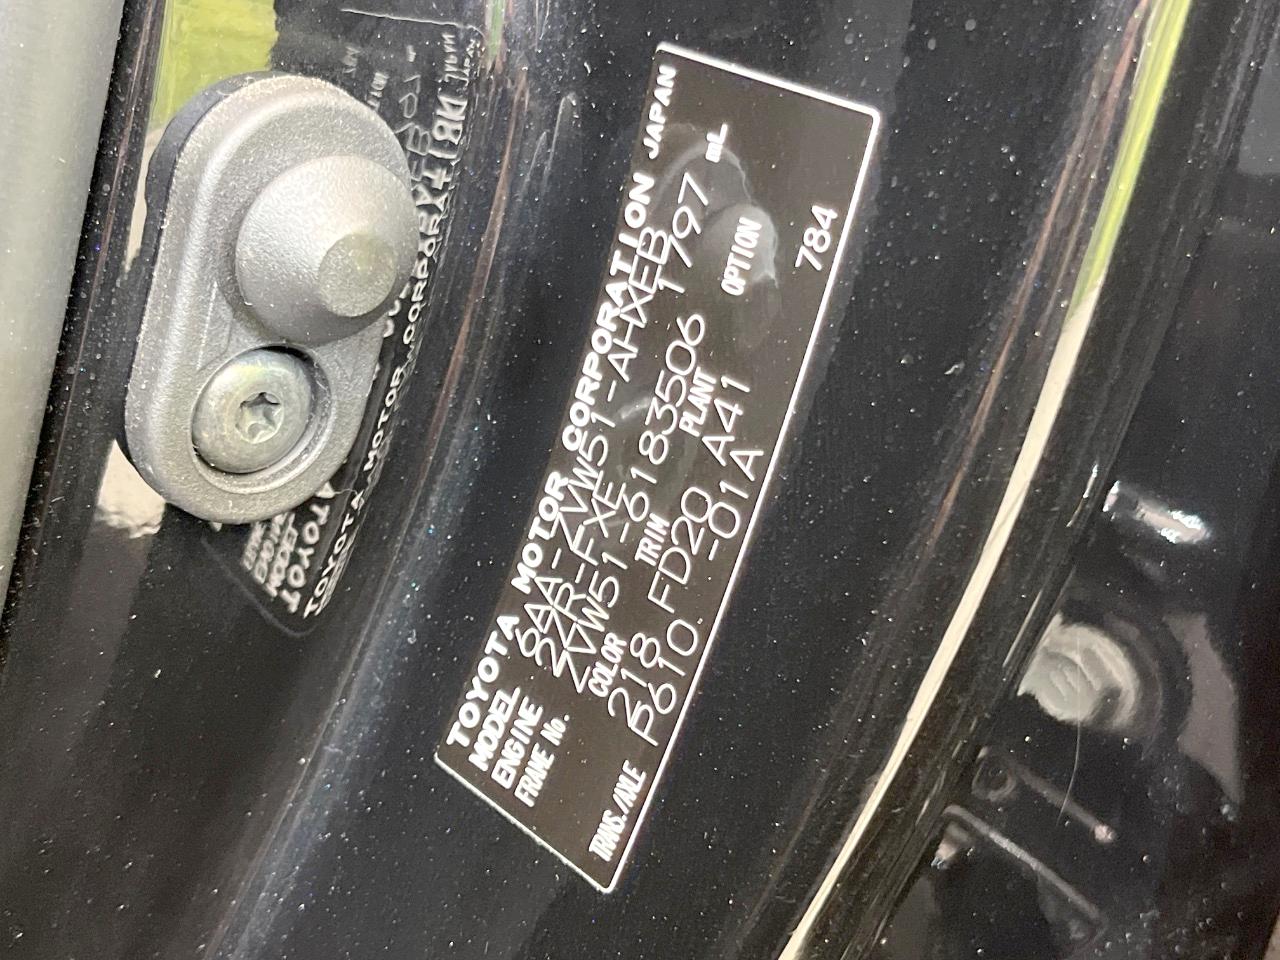 TOYOTA MOTOR CORPORATION JAPAN
MODEL 6AA-ZVW51-AHXEB
ENGINE 2ZR-FXE 1797 mL
FRAME No. ZVW51-6183506
COLOR TRIM PLANT OPTION
218 FD20 A41 784
TRANS./AXLE P610 -01A